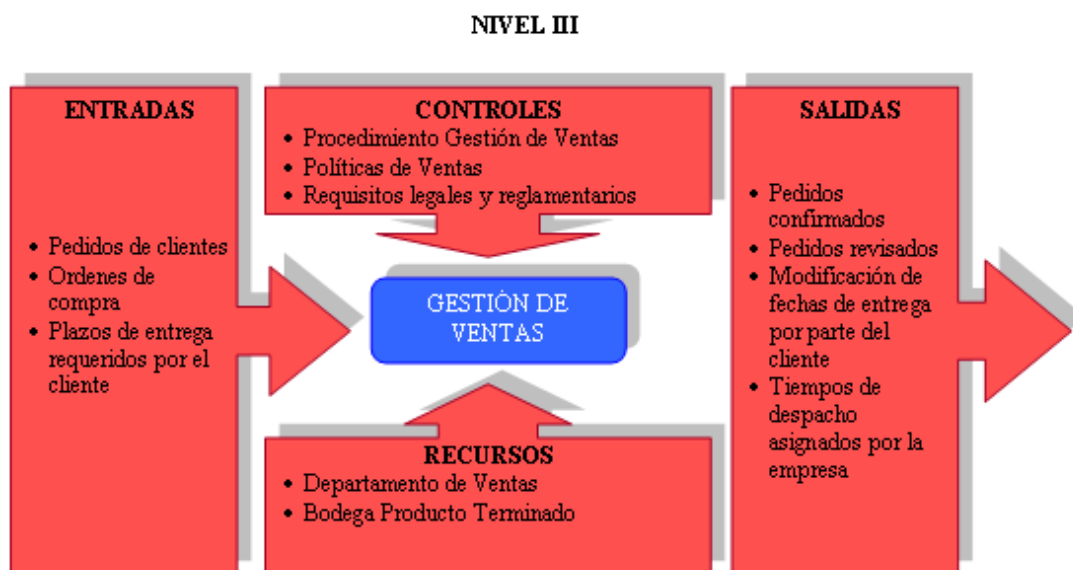 NIVEL III
ENTRADAS
• Pedidos de clientes
• Ordenes de
compra
• Plazos de entrega
requeridos por el
cliente
CONTROLES
• Procedimiento Gestión de Ventas
• Políticas de Ventas
• Requisitos legales y reglamentarios
GESTIÓN DE
VENTAS
RECURSOS
• Departamento de Ventas
• Bodega Producto Terminado
SALIDAS
• Pedidos
confirmados
• Pedidos revisados
• Modificación de
fechas de entrega
por parte del
cliente
• Tiempos de
despacho
asignados por la
empresa